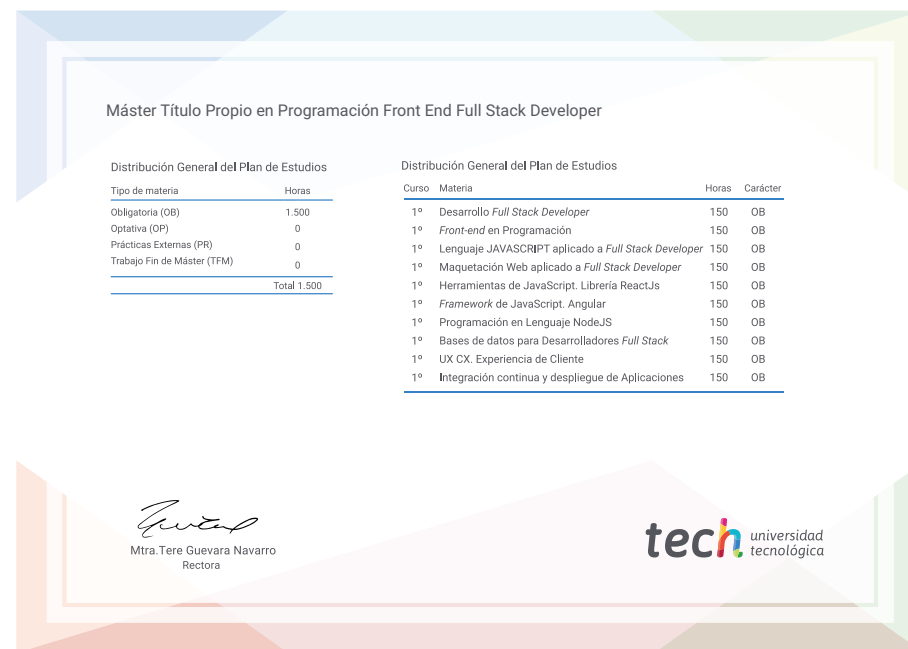 Máster Título Propio en Programación Front End Full Stack Developer
Distribución General del Plan de Estudios
Tipo de materia Horas
Obligatoria (OB) 1.500
Optativa (OP) 0
Prácticas Externas (PR) 0
Trabajo Fin de Máster (TFM) 0
Total 1.500
Distribución General del Plan de Estudios
Curso Materia Horas Carácter
1º Desarrollo Full Stack Developer 150 OB
1º Front-end en Programación 150 OB
1º Lenguaje JAVASCRIPT aplicado a Full Stack Developer 150 OB
1º Maquetación Web aplicado a Full Stack Developer 150 OB
1º Herramientas de JavaScript. Librería ReactJs 150 OB
1º Framework de JavaScript. Angular 150 OB
1º Programación en Lenguaje NodeJS 150 OB
1º Bases de datos para Desarrolladores Full Stack 150 OB
1º UX CX. Experiencia de Cliente 150 OB
1º Integración continua y despliegue de Aplicaciones 150 OB
Mtra.Tere Guevara Navarro
Rectora
tech universidad
tecnológica